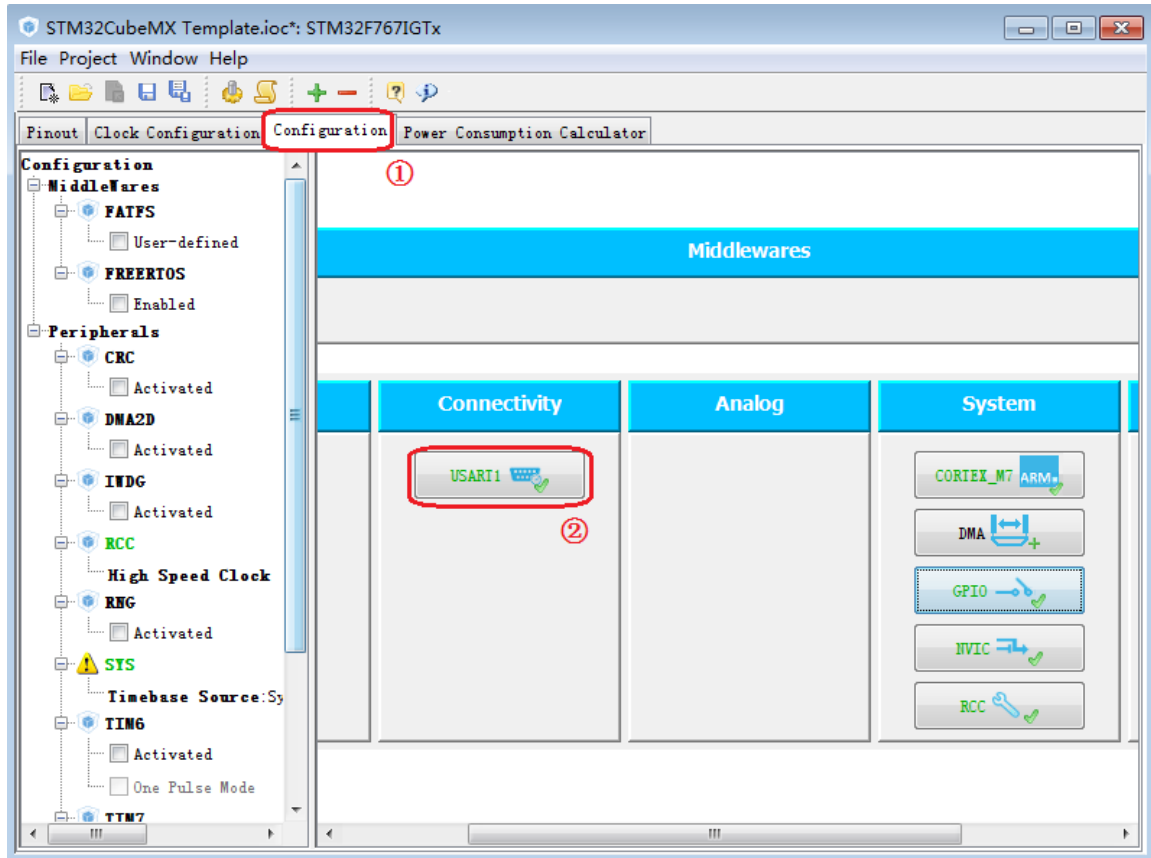 STM32CubeMX Template.ioc*: STM32F767IGTx
File Project Window Help
Pinout Clock Configuration Configuration Power Consumption Calculator
①
Configuration
MiddleWares
FATFS
User-defined
FREERTOS
Enabled
Peripherals
CRC
Activated
DMA2D
Activated
IWDG
Activated
RCC
High Speed Clock
RNG
Activated
SYS
Timebase Source:Sy
TIM6
Activated
One Pulse Mode
TIM7
Middlewares
Connectivity Analog System
USART1
②
CORTEX_M7 ARM
DMA
GPIO
NVIC
RCC